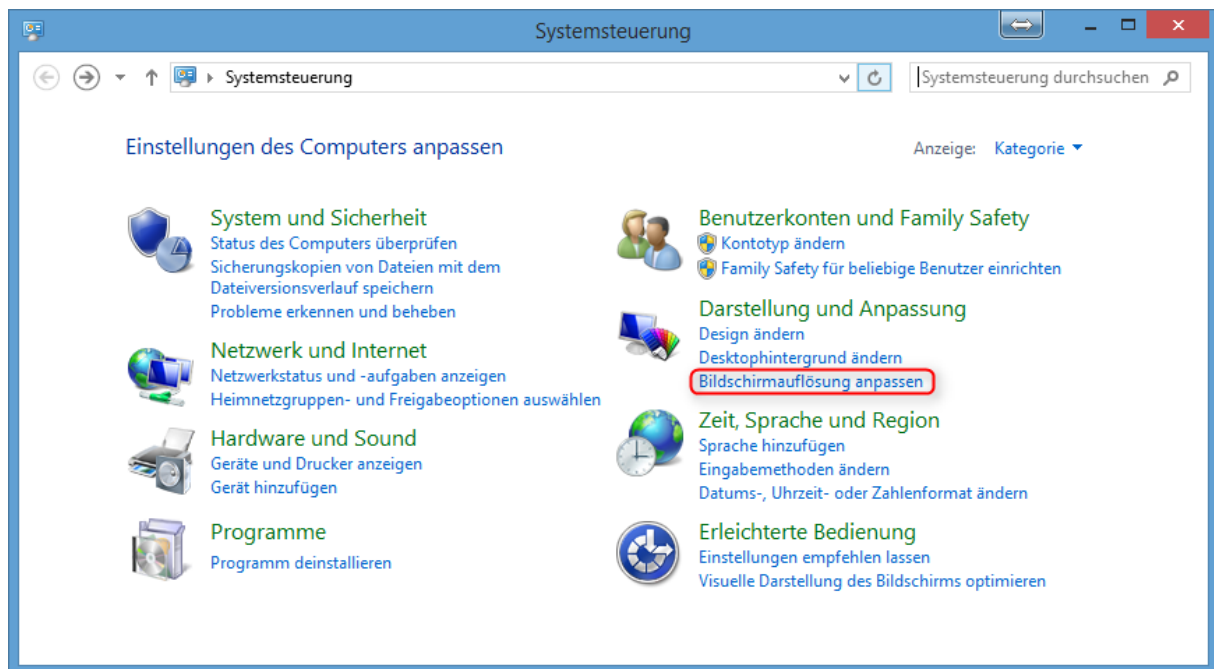 Systemsteuerung
Systemsteuerung
Systemsteuerung durchsuchen
Einstellungen des Computers anpassen
Anzeige: Kategorie
System und Sicherheit
Status des Computers überprüfen
Sicherungskopien von Dateien mit dem
Dateiversionsverlauf speichern
Probleme erkennen und beheben
Netzwerk und Internet
Netzwerkstatus und -aufgaben anzeigen
Heimnetzgruppen- und Freigabeoptionen auswählen
Hardware und Sound
Geräte und Drucker anzeigen
Gerät hinzufügen
Programme
Programm deinstallieren
Benutzerkonten und Family Safety
Kontotyp ändern
Family Safety für beliebige Benutzer einrichten
Darstellung und Anpassung
Design ändern
Desktophintergrund ändern
Bildschirmauflösung anpassen
Zeit, Sprache und Region
Sprache hinzufügen
Eingabemethoden ändern
Datums-, Uhrzeit- oder Zahlenformat ändern
Erleichterte Bedienung
Einstellungen empfehlen lassen
Visuelle Darstellung des Bildschirms optimieren